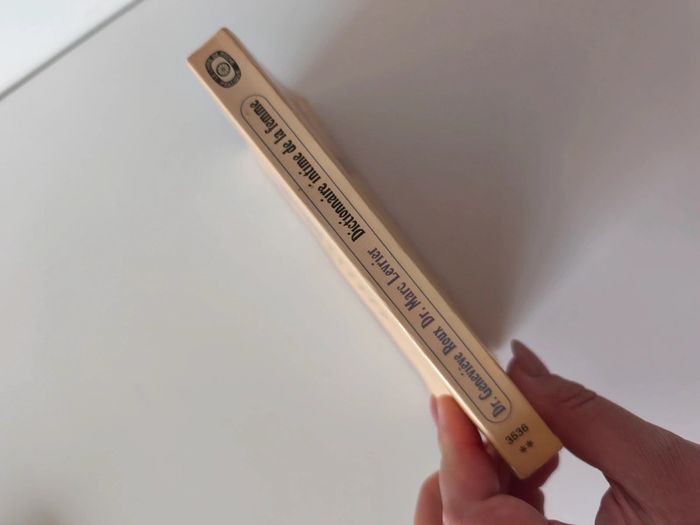 Dr. Geneviève Roux Dr. Marc Levrier Dictionnaire intime de la femme
3536
**